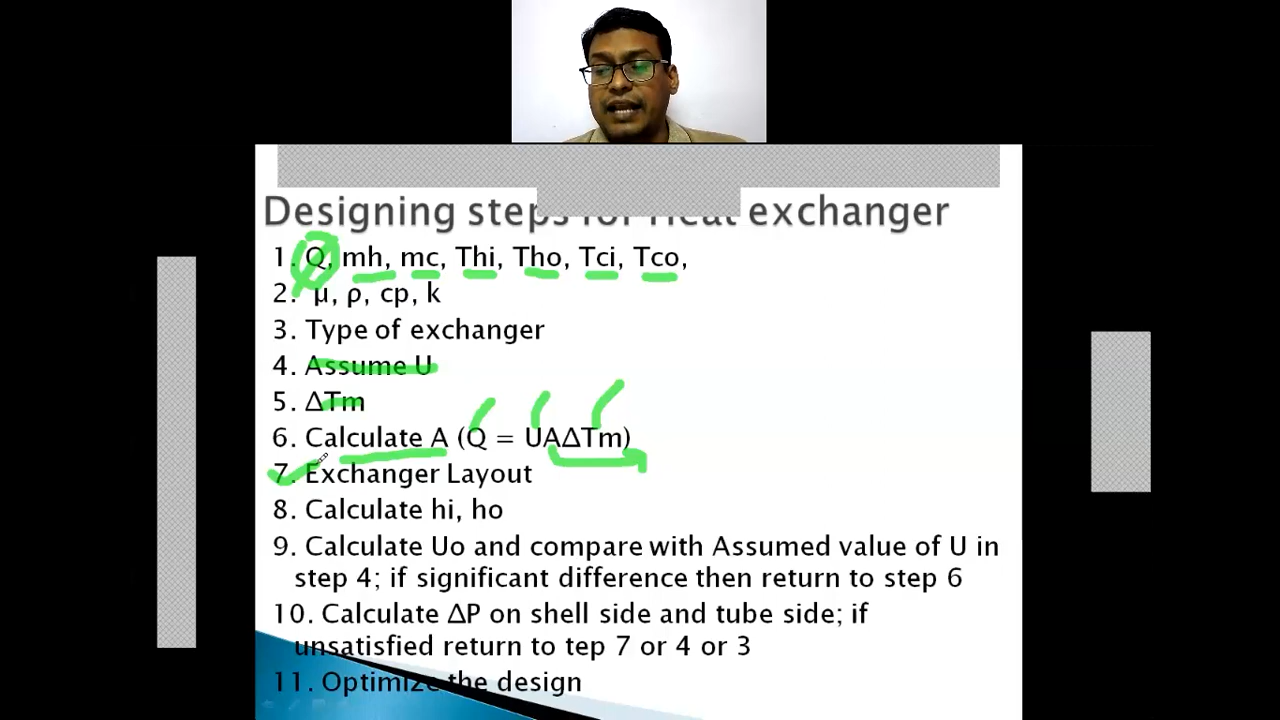 Designing steps for Heat exchanger
1. Q, mh, mc, Thi, Tho, Tci, Tco,
2. μ, ρ, cp, k
3. Type of exchanger
4. Assume U
5. ΔTm
6. Calculate A (Q = UAΔTm)
7. Exchanger Layout
8. Calculate hi, ho
9. Calculate Uo and compare with Assumed value of U in
step 4; if significant difference then return to step 6
10. Calculate ΔP on shell side and tube side; if
unsatisfied return to tep 7 or 4 or 3
11. Optimize the design